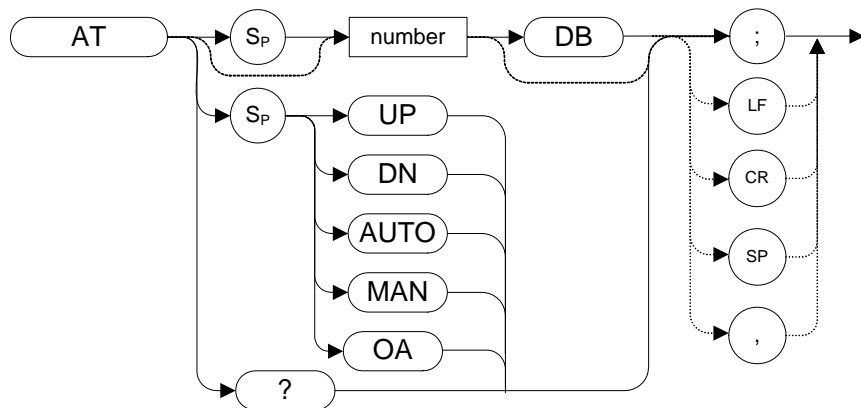 AT
SP
number
DB
;
SP
UP
LF
DN
CR
AUTO
SP
MAN
OA
,
?